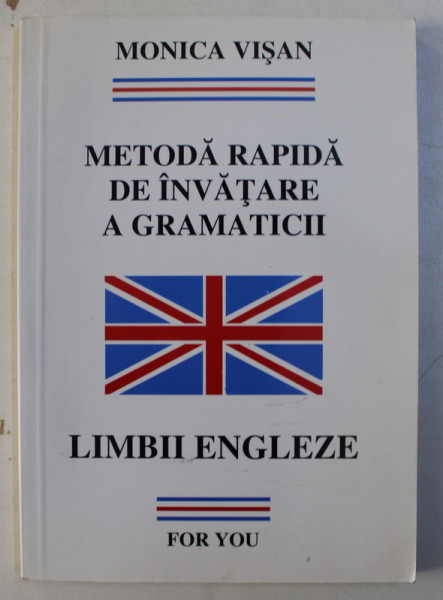 MONICA VIŞAN
METODĂ RAPIDĂ
DE ÎNVĂŢARE
A GRAMATICII
LIMBII ENGLEZE
FOR YOU